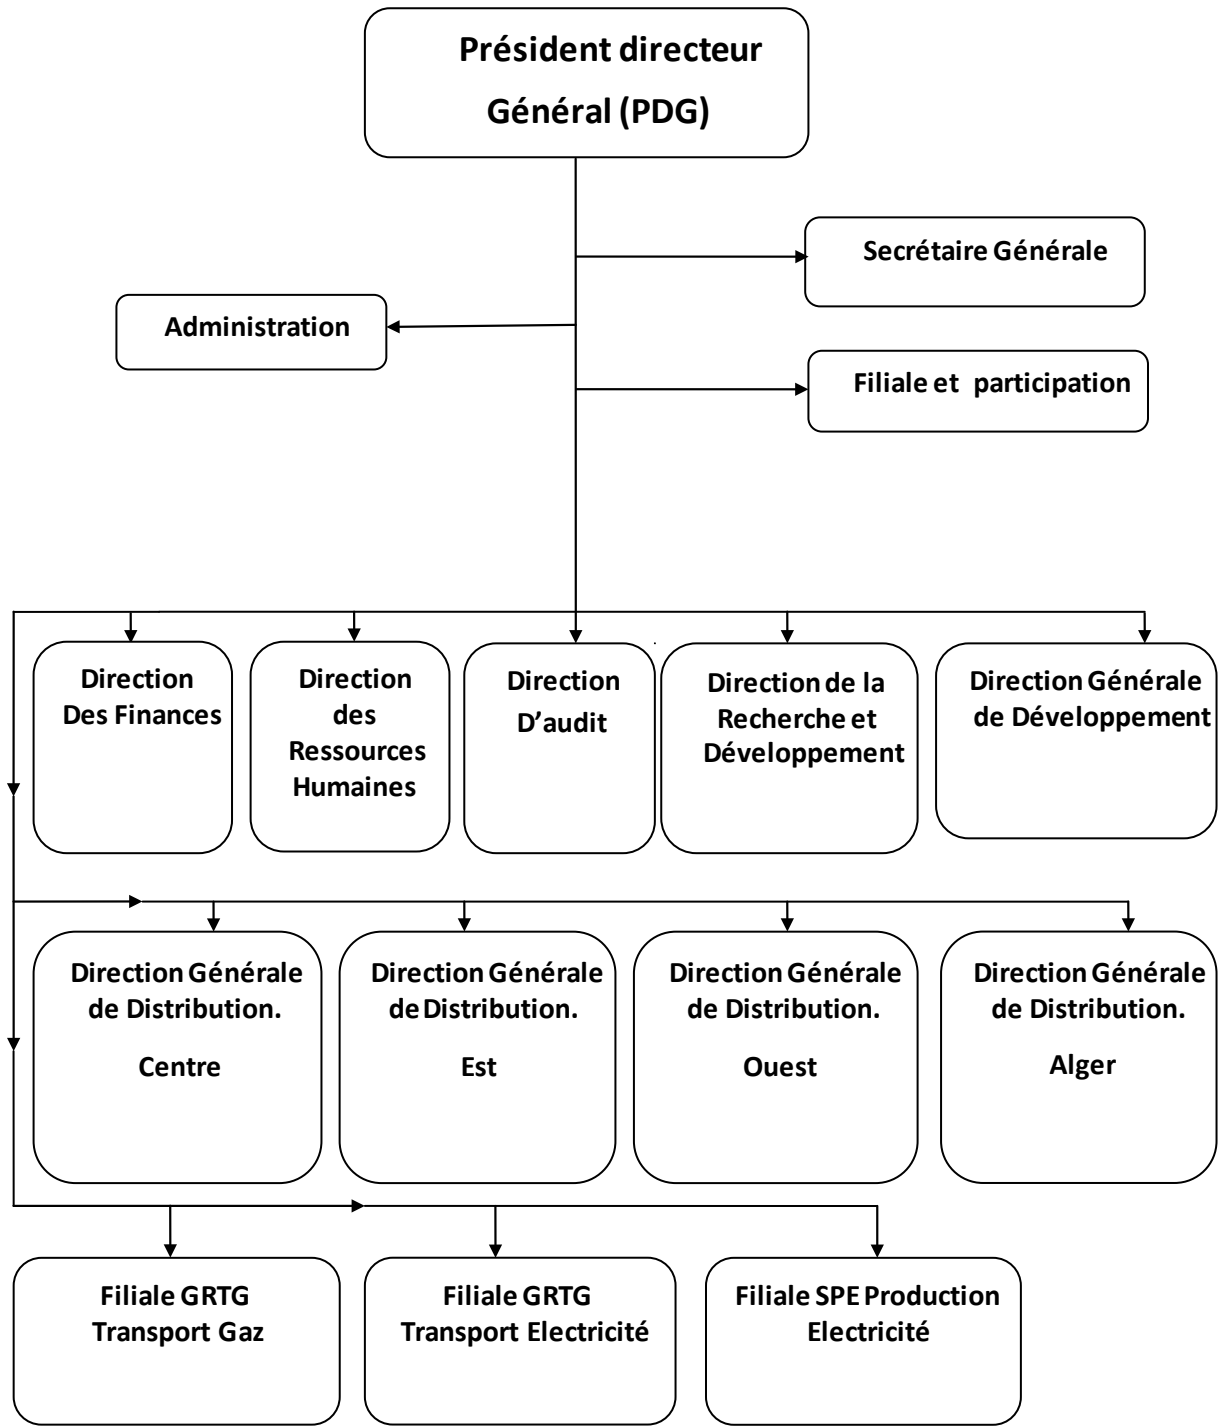 Président directeur
Général (PDG)
Secrétaire Générale
Administration
Filiale et participation
Direction
Des Finances
Direction
des
Ressources
Humaines
Direction
D’audit
Direction de la
Recherche et
Développement
Direction Générale
de Développement
Direction Générale
de Distribution.
Centre
Direction Générale
de Distribution.
Est
Direction Générale
de Distribution.
Ouest
Direction Générale
de Distribution.
Alger
Filiale GRTG
Transport Gaz
Filiale GRTG
Transport Electricité
Filiale SPE Production
Electricité